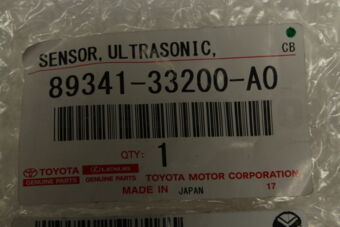 SENSOR, ULTRASONIC,
CB
89341-33200-A0
QTY: 1
TOYOTA
GENUINE PARTS
GENUINE PARTS
TOYOTA MOTOR CORPORATION
MADE IN JAPAN 17